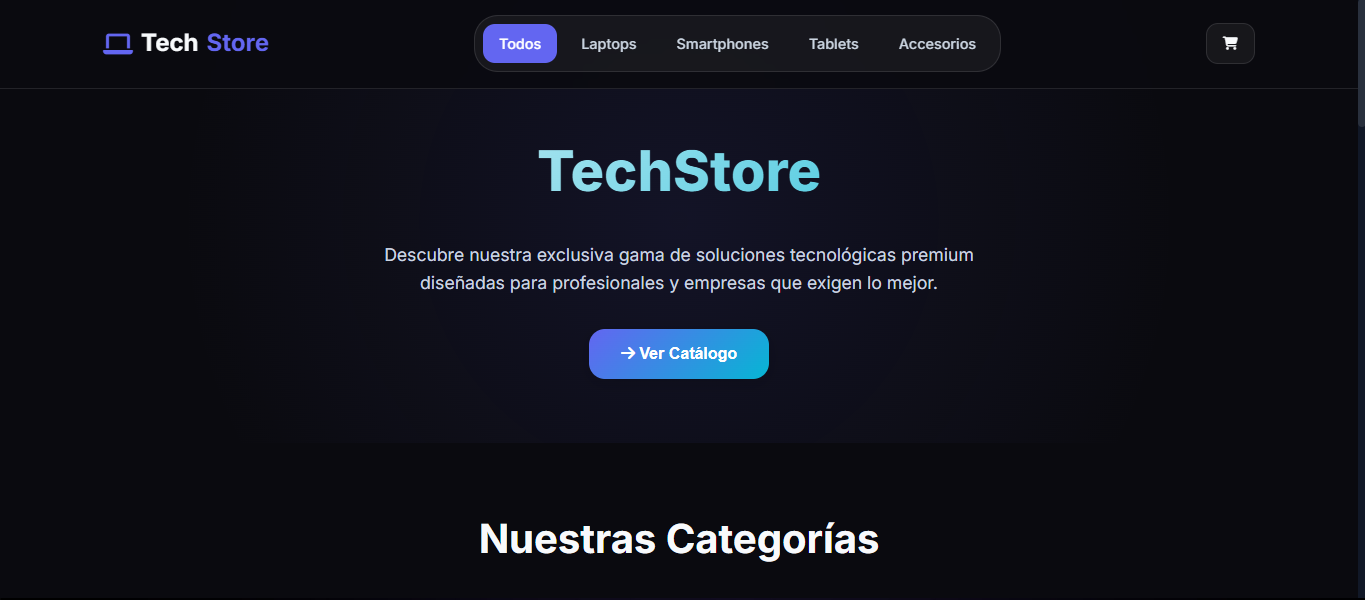 Tech Store
Todos
Laptops
Smartphones
Tablets
Accesorios
TechStore
Descubre nuestra exclusiva gama de soluciones tecnológicas premium
diseñadas para profesionales y empresas que exigen lo mejor.
Ver Catálogo
Nuestras Categorías